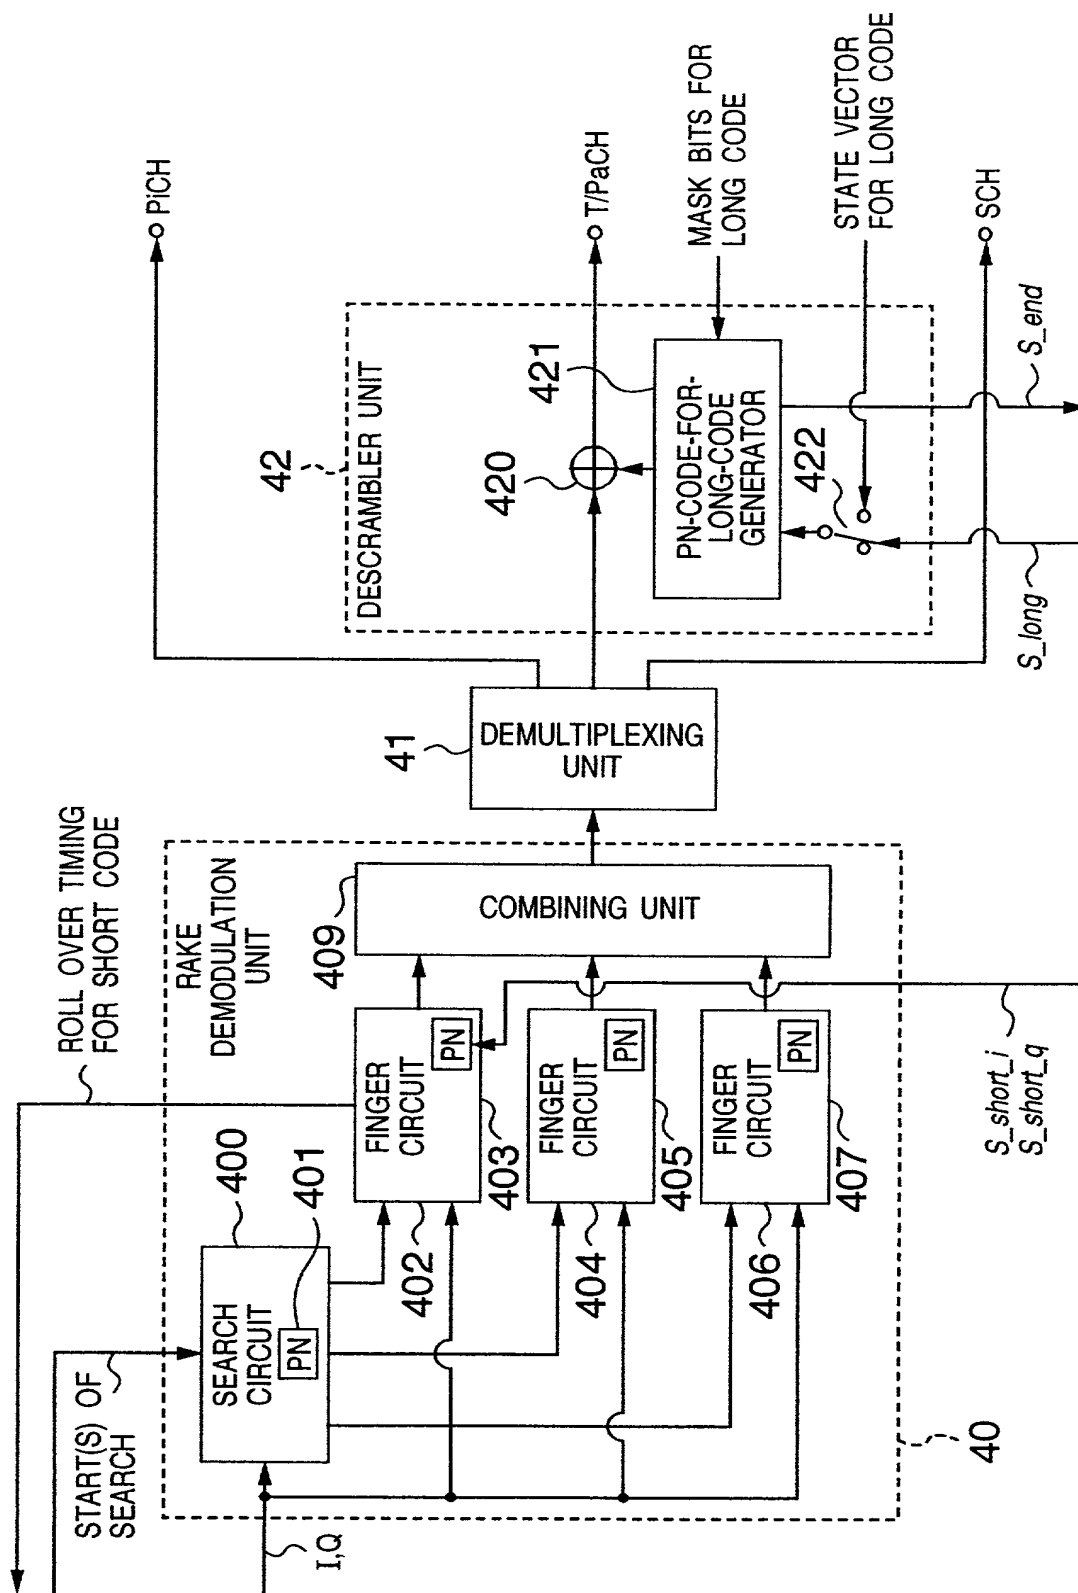 START(S) OF
SEARCH
I,Q
ROLL OVER TIMING
FOR SHORT CODE
RAKE
DEMODULATION
UNIT
40
400
401
SEARCH
CIRCUIT
PN
FINGER
CIRCUIT
PN
402
403
FINGER
CIRCUIT
PN
404
405
FINGER
CIRCUIT
PN
406
407
409
COMBINING UNIT
S_short_i
S_short_q
41
DEMULTIPLEXING
UNIT
42
DESCRAMBLER UNIT
420
421
PN-CODE-FOR-
LONG-CODE
GENERATOR
422
S_long
S_end
PiCH
T/PaCH
MASK BITS FOR
LONG CODE
STATE VECTOR
FOR LONG CODE
SCH